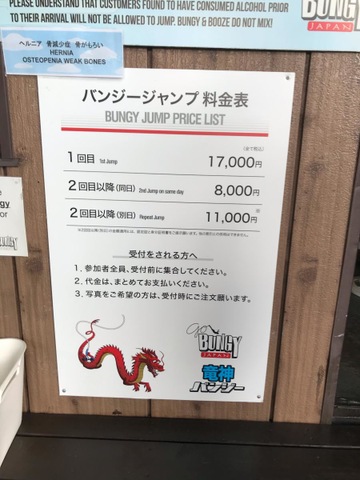 PLEASE UNDERSTAND THAT CUSTOMERS FOUND TO HAVE CONSUMED ALCOHOL PRIOR
TO THEIR ARRIVAL WILL NOT BE ALLOWED TO JUMP. BUNGY & BOOZE DO NOT MIX!
BUNGY
JAPAN
ヘルニア 骨減少症 骨がもろい
HERNIA
OSTEOPENIA WEAK BONES
バンジージャンプ 料金表
BUNGY JUMP PRICE LIST
(全て税込)
1回目 1st Jump 17,000円
2回目以降(同日) 2nd Jump on same day 8,000円
2回目以降(別日) Repeat Jump 11,000円
受付をされる方へ
1. 参加者全員、受付前に集合してください。
2. 代金は、まとめてお支払いください。
3. 写真をご希望の方は、受付時にご注文願います。
BUNGY
JAPAN
竜神
バンジー